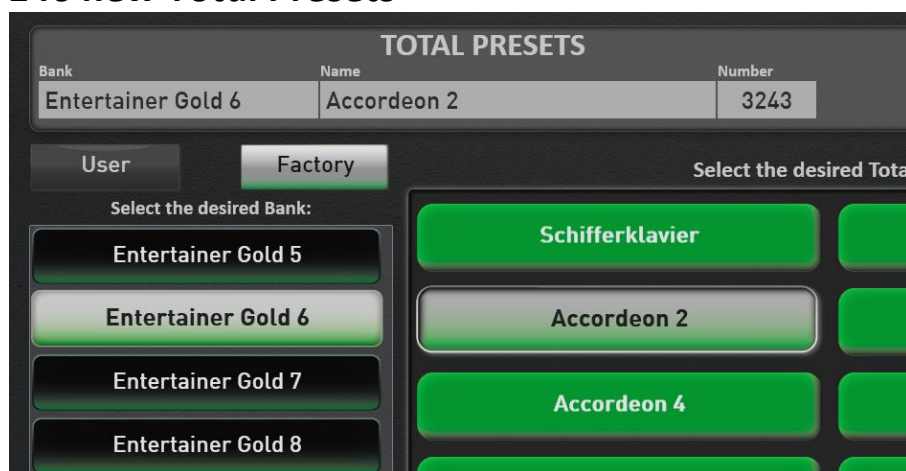 TOTAL PRESETS
Bank Name Number
Entertainer Gold 6 Accordeon 2 3243
User Factory
Select the desired Tota
Select the desired Bank:
Schifferklavier
Entertainer Gold 5
Entertainer Gold 6
Accordeon 2
Entertainer Gold 7
Accordeon 4
Entertainer Gold 8